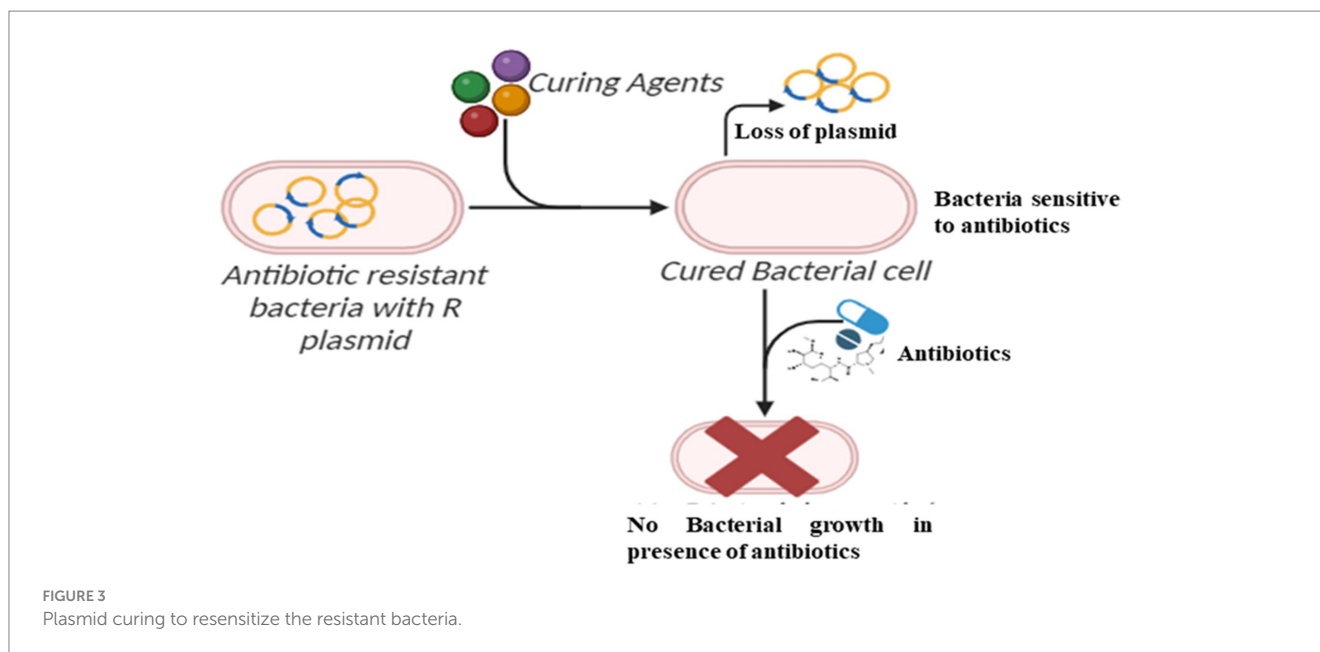 Curing Agents
Loss of plasmid
Antibiotic resistant
bacteria with R
plasmid
Cured Bacterial cell
Bacteria sensitive
to antibiotics
Antibiotics
No Bacterial growth in
presence of antibiotics
FIGURE 3
Plasmid curing to resensitize the resistant bacteria.